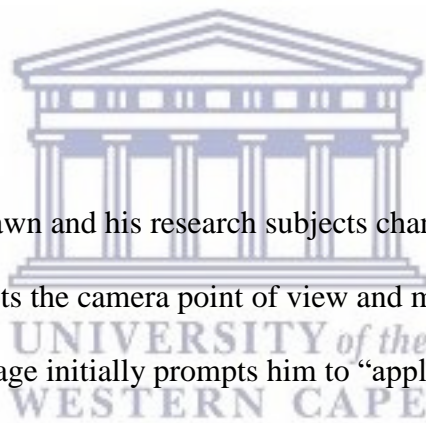 awn and his research subjects char
ts the camera point of view and m
UNIVERSITY of the
age initially prompts him to “appl
WESTERN CAPE